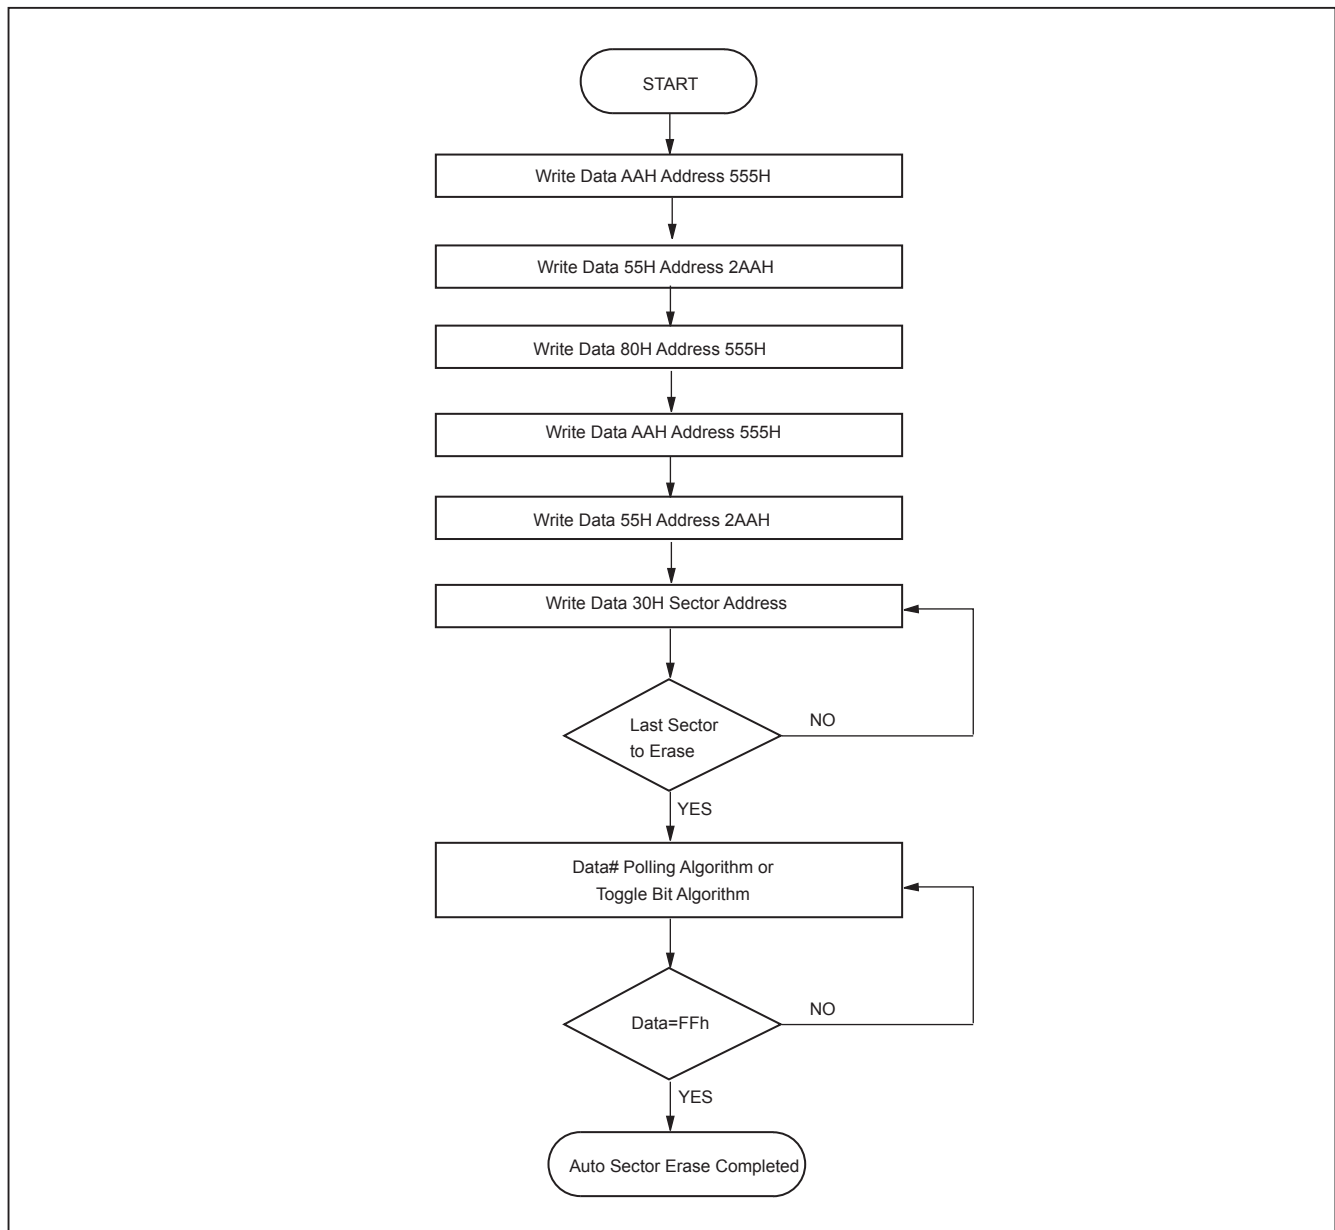 START
Write Data AAH Address 555H
Write Data 55H Address 2AAH
Write Data 80H Address 555H
Write Data AAH Address 555H
Write Data 55H Address 2AAH
Write Data 30H Sector Address
Last Sector
to Erase
NO
YES
Data# Polling Algorithm or
Toggle Bit Algorithm
Data=FFh
NO
YES
Auto Sector Erase Completed